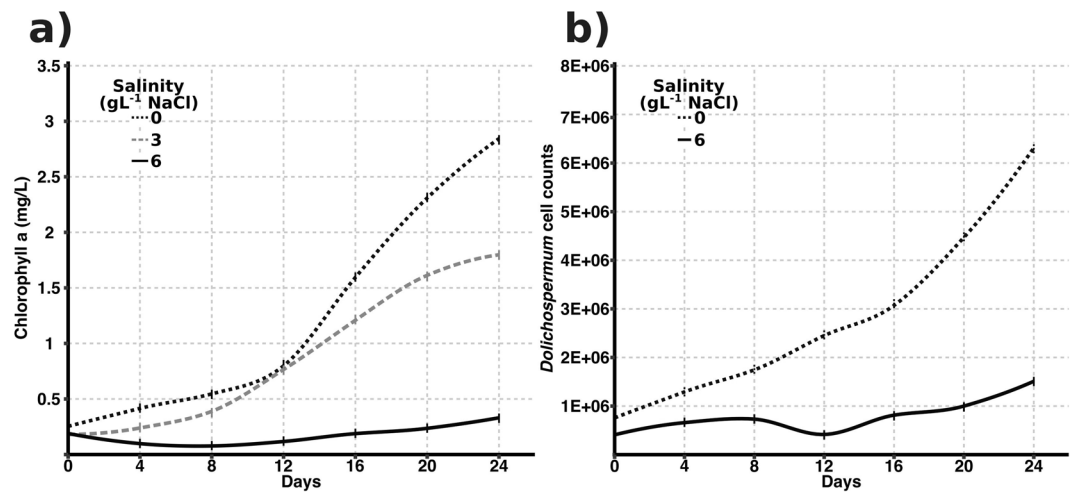 a)
3.5
3
2.5
2
1.5
1
0.5
Chlorophyll a (mg/L)
Salinity
(gL-1 NaCl)
0
3
6
0 4 8 12 16 20 24
Days
b)
8E+06
7E+06
6E+06
5E+06
4E+06
3E+06
2E+06
1E+06
Dolichospermum cell counts
Salinity
(gL-1 NaCl)
0
6
0 4 8 12 16 20 24
Days